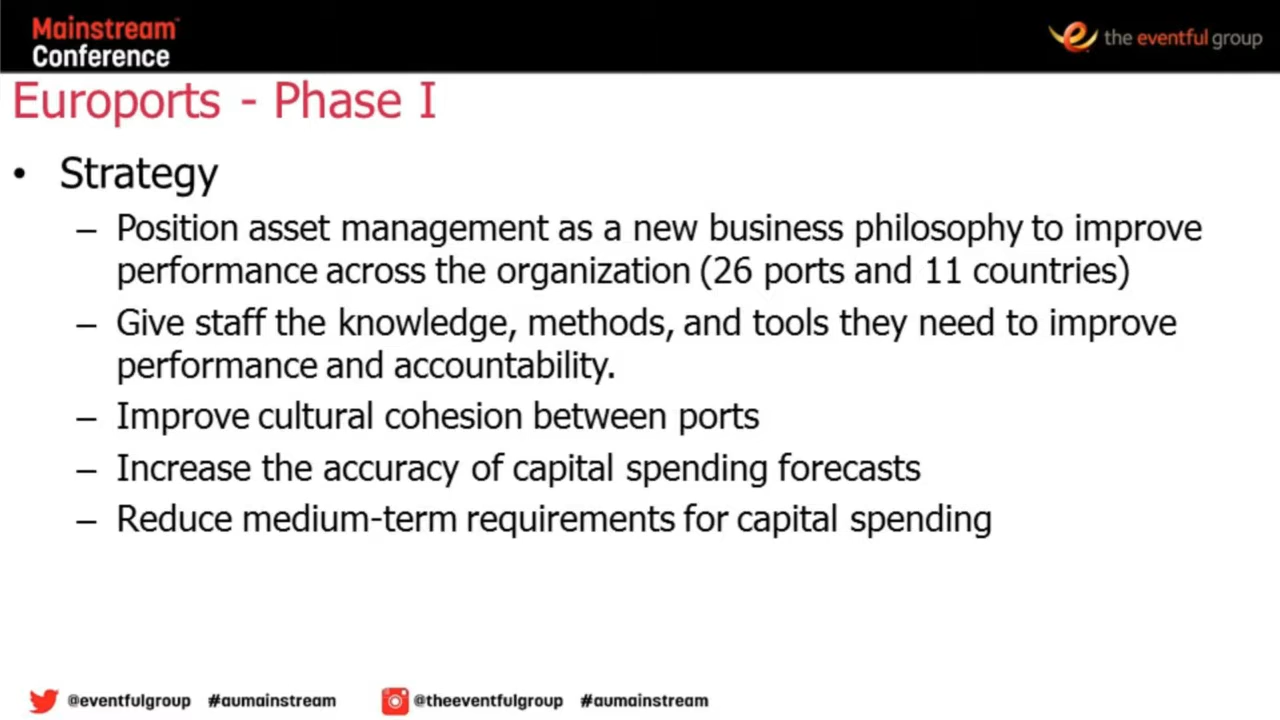 Mainstream™
Conference
the eventful group
Euroports - Phase I
• Strategy
– Position asset management as a new business philosophy to improve
performance across the organization (26 ports and 11 countries)
– Give staff the knowledge, methods, and tools they need to improve
performance and accountability.
– Improve cultural cohesion between ports
– Increase the accuracy of capital spending forecasts
– Reduce medium-term requirements for capital spending
@eventfulgroup #aumainstream @theeventfulgroup #aumainstream